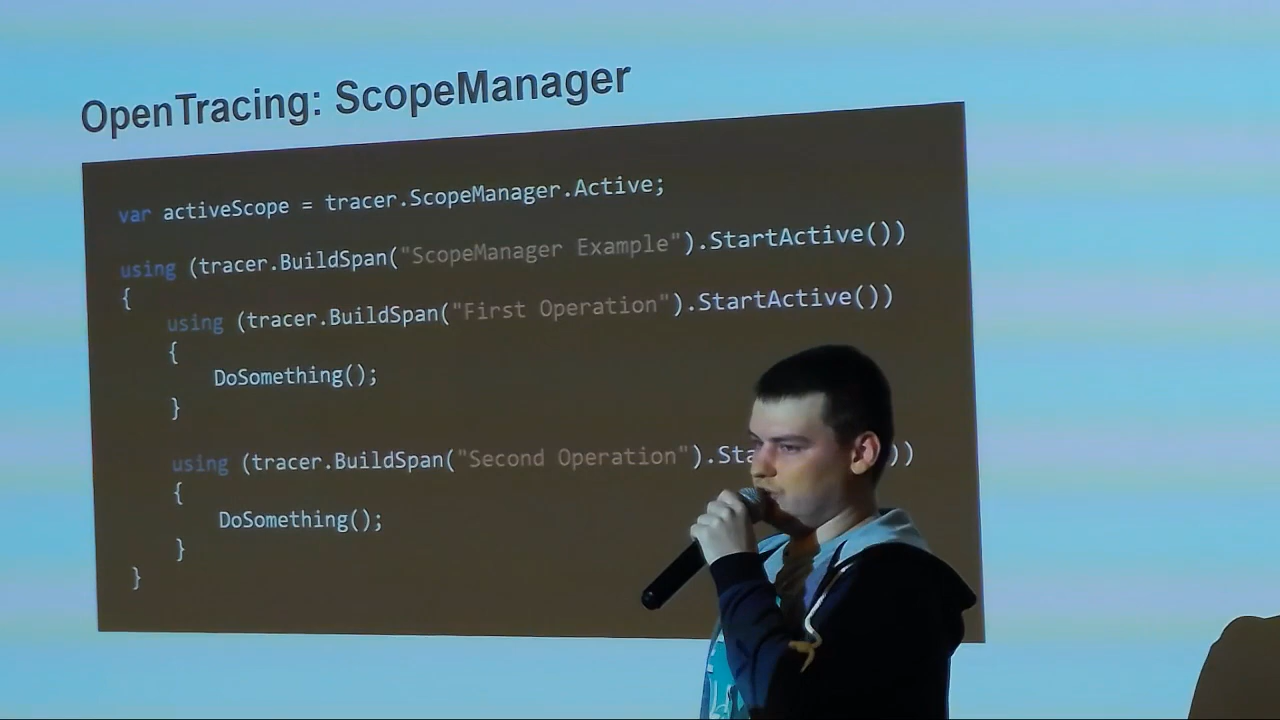 OpenTracing: ScopeManager
var activeScope = tracer.ScopeManager.Active;
using (tracer.BuildSpan("ScopeManager Example").StartActive())
{
using (tracer.BuildSpan("First Operation").StartActive())
{
DoSomething();
}
using (tracer.BuildSpan("Second Operation").Sta ))
{
DoSomething();
}
}